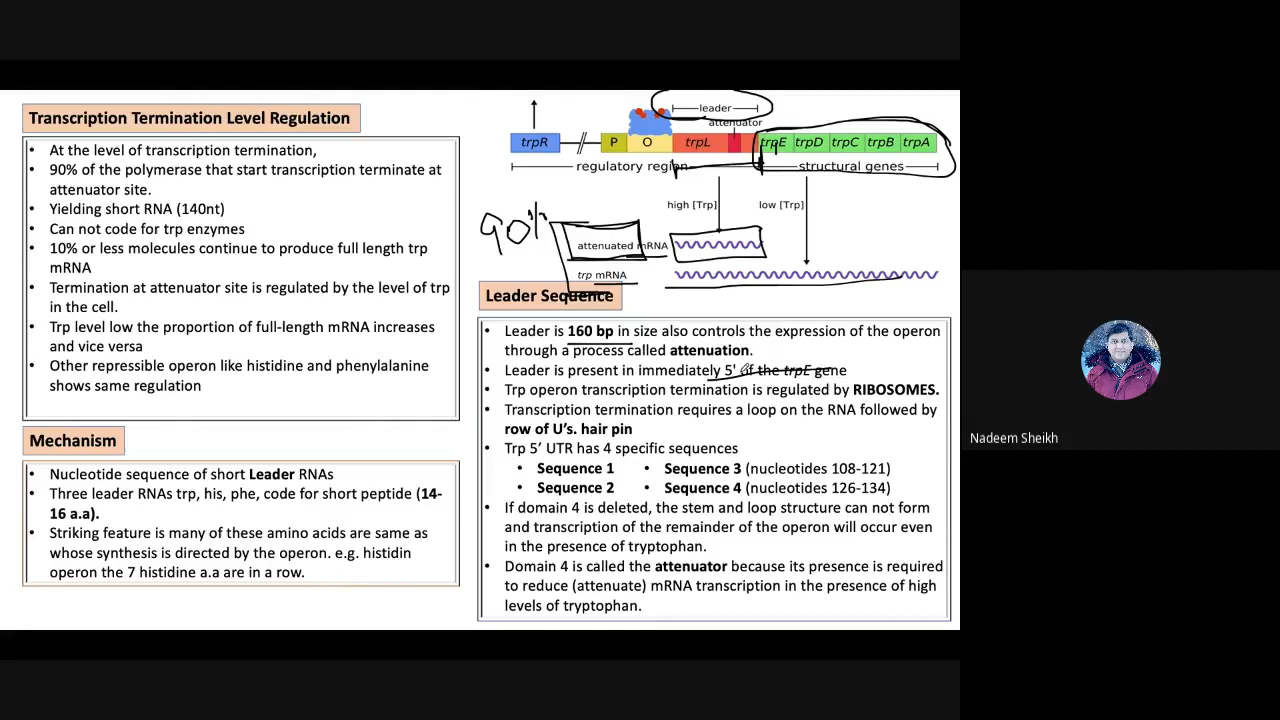 Transcription Termination Level Regulation
• At the level of transcription termination,
• 90% of the polymerase that start transcription terminate at
attenuator site.
• Yielding short RNA (140nt)
• Can not code for trp enzymes
• 10% or less molecules continue to produce full length trp
mRNA
• Termination at attenuator site is regulated by the level of trp
in the cell.
• Trp level low the proportion of full-length mRNA increases
and vice versa
• Other repressible operon like histidine and phenylalanine
shows same regulation
Mechanism
• Nucleotide sequence of short Leader RNAs
• Three leader RNAs trp, his, phe, code for short peptide (14-
16 a.a).
• Striking feature is many of these amino acids are same as
whose synthesis is directed by the operon. e.g. histidin
operon the 7 histidine a.a are in a row.
leader
attenuator
trpR P O trpL trpE trpD trpC trpB trpA
regulatory region structural genes
high [Trp] low [Trp]
90%
attenuated mRNA
trp mRNA
Leader Sequence
• Leader is 160 bp in size also controls the expression of the operon
through a process called attenuation.
• Leader is present in immediately 5' of the trpE gene
• Trp operon transcription termination is regulated by RIBOSOMES.
• Transcription termination requires a loop on the RNA followed by
row of U's. hair pin
• Trp 5’ UTR has 4 specific sequences
• Sequence 1 • Sequence 3 (nucleotides 108-121)
• Sequence 2 • Sequence 4 (nucleotides 126-134)
• If domain 4 is deleted, the stem and loop structure can not form
and transcription of the remainder of the operon will occur even
in the presence of tryptophan.
• Domain 4 is called the attenuator because its presence is required
to reduce (attenuate) mRNA transcription in the presence of high
levels of tryptophan.
Nadeem Sheikh